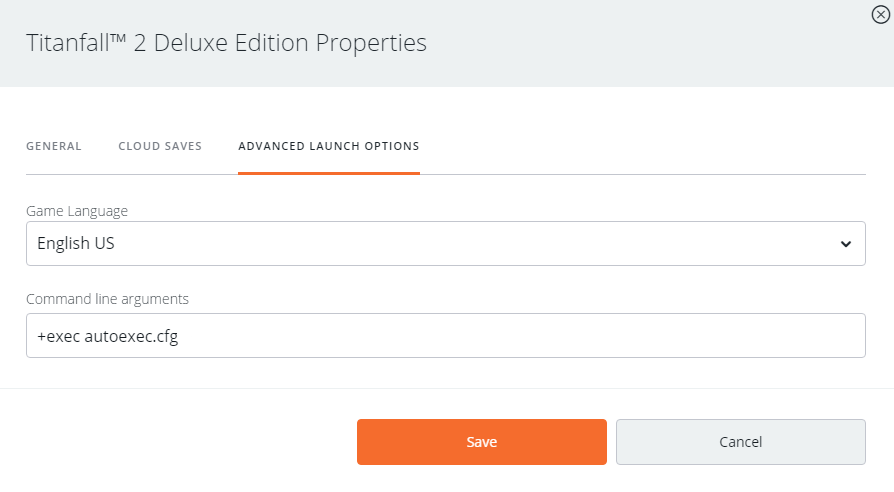 Titanfall™ 2 Deluxe Edition Properties
GENERAL CLOUD SAVES ADVANCED LAUNCH OPTIONS
Game Language
English US
Command line arguments
+exec autoexec.cfg
Save Cancel